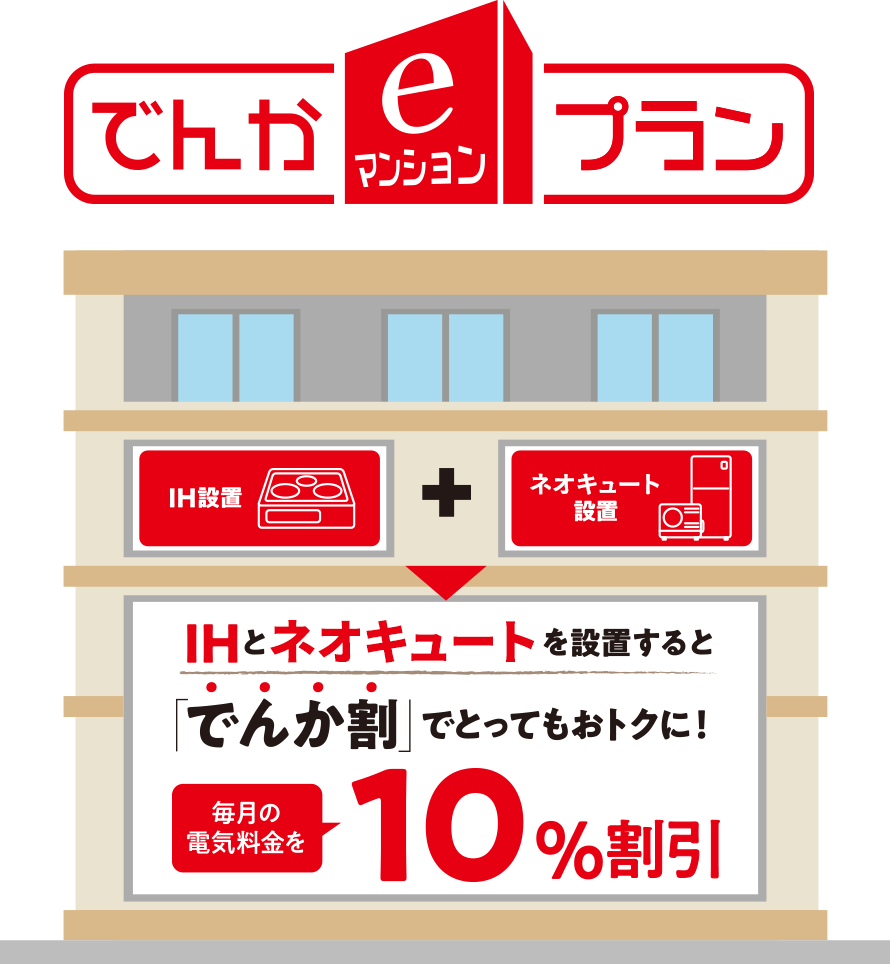 でんか
e
マンション
プラン
IH設置
+
ネオキュート
設置
IHとネオキュートを設置すると
「でんか割」でとってもおトクに!
毎月の
電気料金を
10%割引